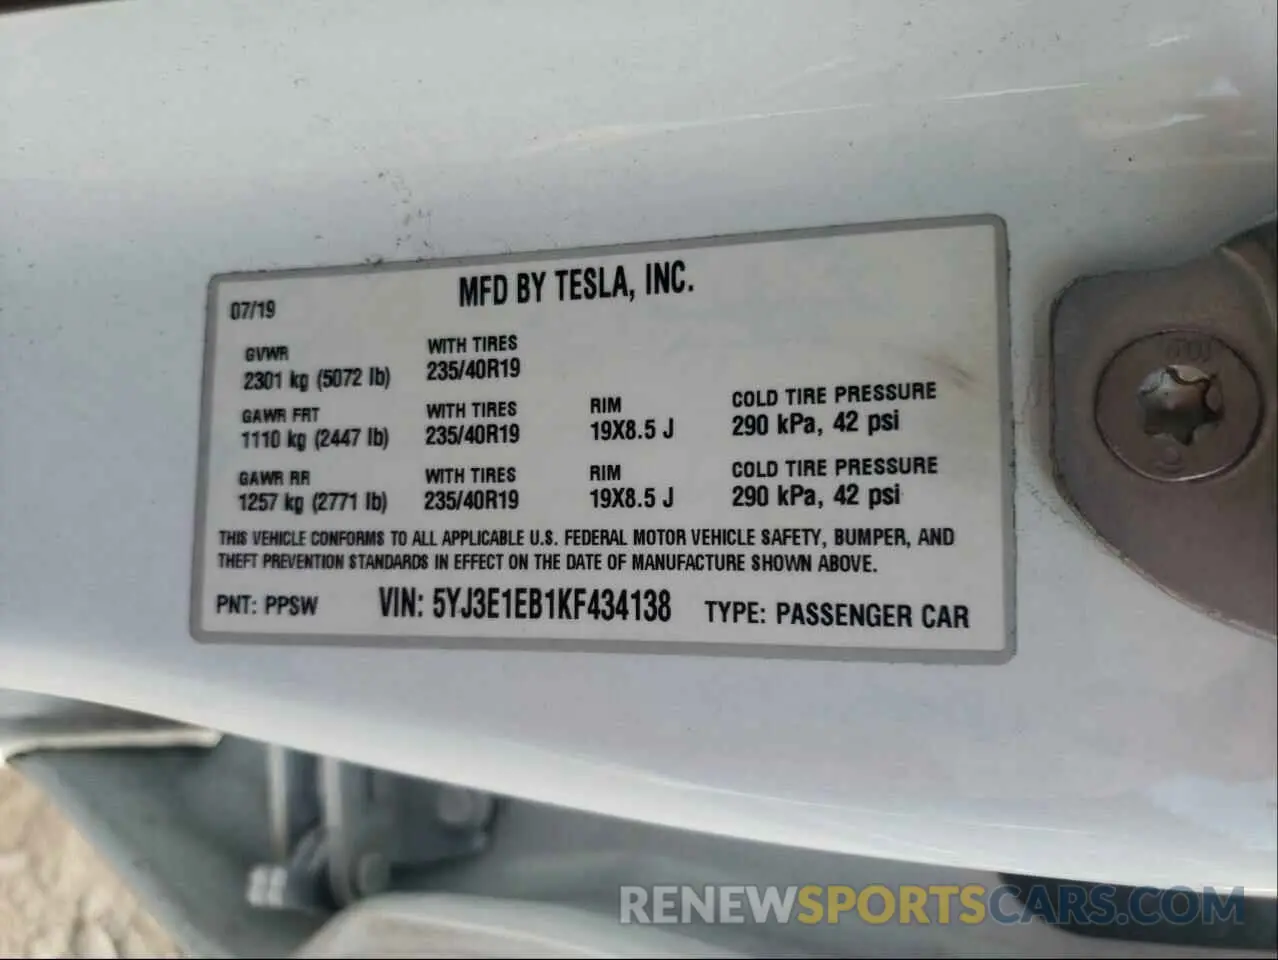 07/19 MFD BY TESLA, INC.
GVWR WITH TIRES
2301 kg (5072 lb) 235/40R19
GAWR FRT WITH TIRES RIM COLD TIRE PRESSURE
1110 kg (2447 lb) 235/40R19 19X8.5 J 290 kPa, 42 psi
GAWR RR WITH TIRES RIM COLD TIRE PRESSURE
1257 kg (2771 lb) 235/40R19 19X8.5 J 290 kPa, 42 psi
THIS VEHICLE CONFORMS TO ALL APPLICABLE U.S. FEDERAL MOTOR VEHICLE SAFETY, BUMPER, AND
THEFT PREVENTION STANDARDS IN EFFECT ON THE DATE OF MANUFACTURE SHOWN ABOVE.
PNT: PPSW VIN: 5YJ3E1EB1KF434138 TYPE: PASSENGER CAR
RENEWSPORTSCARS.COM